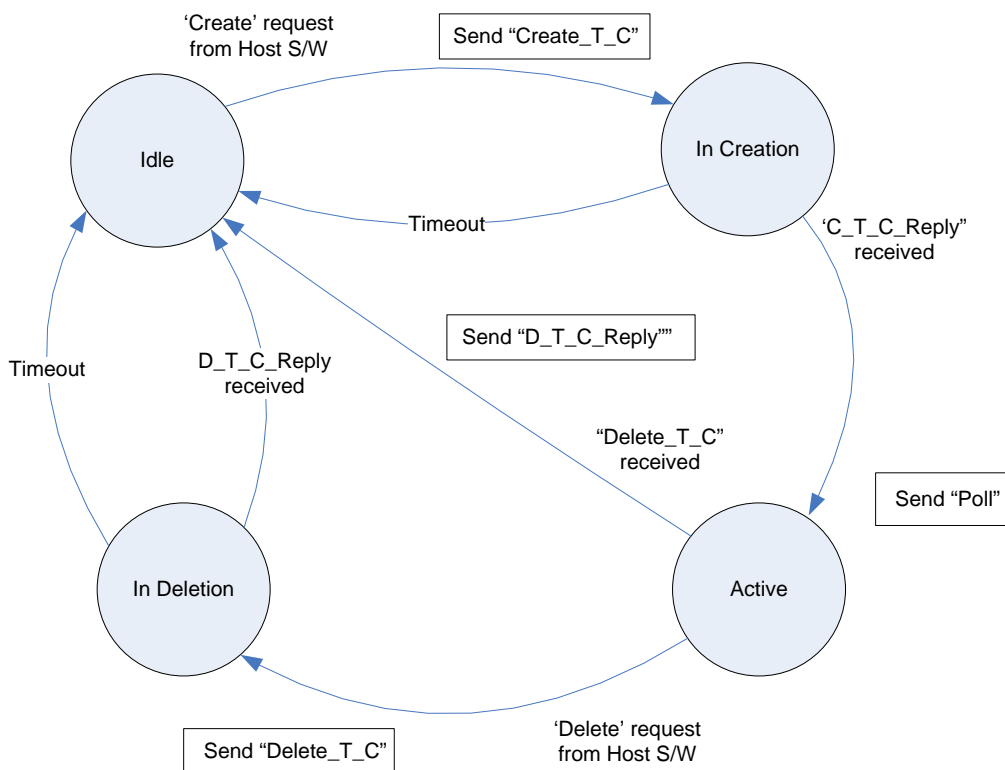 ‘Create’ request
from Host S/W
Send “Create_T_C”
Idle
In Creation
Timeout
‘C_T_C_Reply”
received
Send “D_T_C_Reply””
Timeout
D_T_C_Reply
received
“Delete_T_C”
received
Send “Poll”
In Deletion
Active
Send “Delete_T_C”
‘Delete’ request
from Host S/W